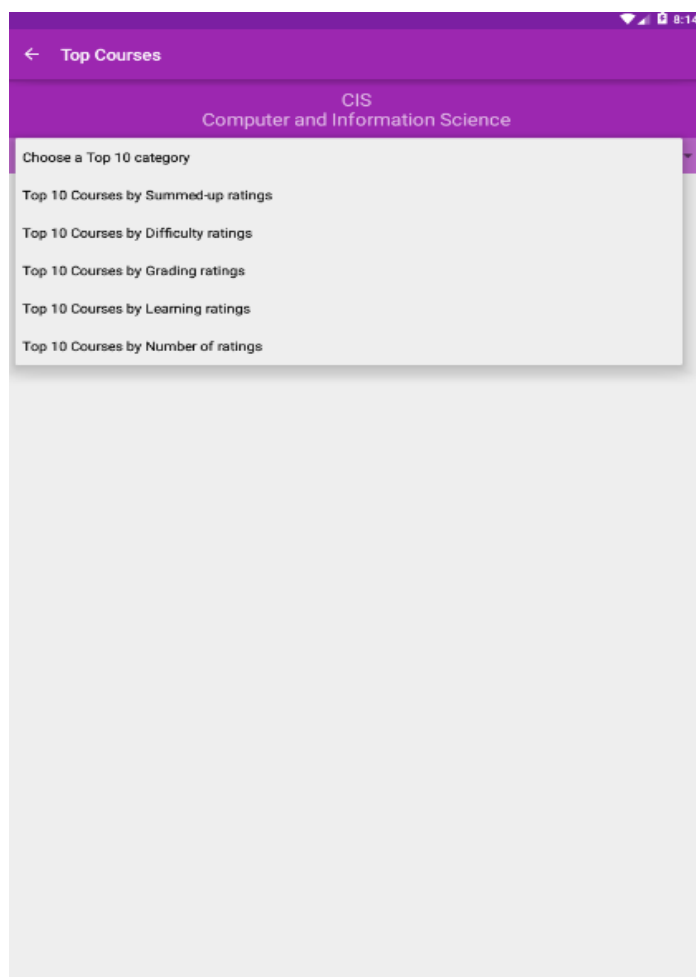 8:14
Top Courses
CIS
Computer and Information Science
Choose a Top 10 category
Top 10 Courses by Summed-up ratings
Top 10 Courses by Difficulty ratings
Top 10 Courses by Grading ratings
Top 10 Courses by Learning ratings
Top 10 Courses by Number of ratings